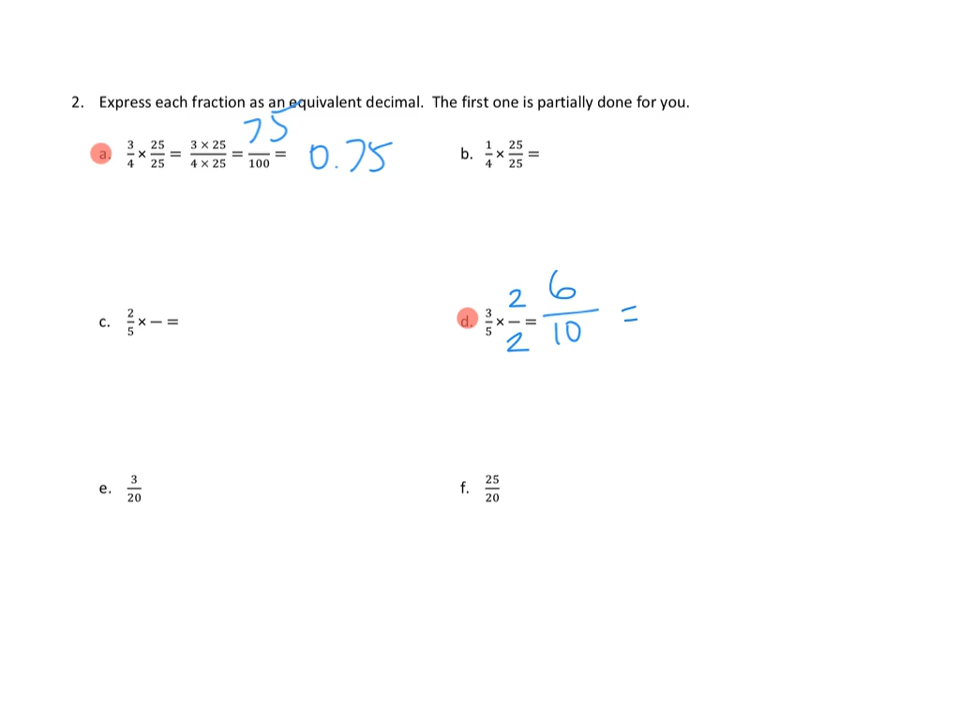 2. Express each fraction as an equivalent decimal. The first one is partially done for you.
a. 3/4 × 25/25 = (3 × 25)/(4 × 25) = 75/100 = 0.75
b. 1/4 × 25/25 =
c. 2/5 × — =
d. 3/5 × 2/2 = 6/10 =
e. 3/20
f. 25/20